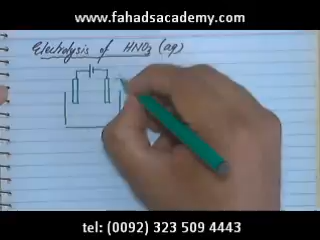 www.fahadsacademy.com
Electrolysis of HNO₃ (aq)
tel: (0092) 323 509 4443